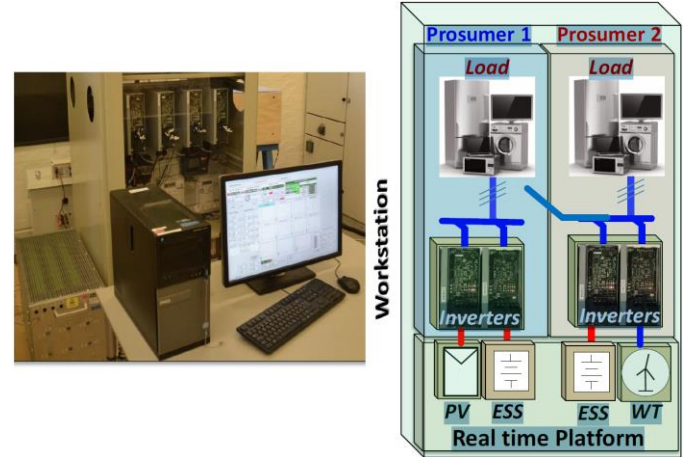 Workstation
Prosumer 1
Prosumer 2
Load
Load
Inverters
Inverters
PV
ESS
ESS
WT
Real time Platform